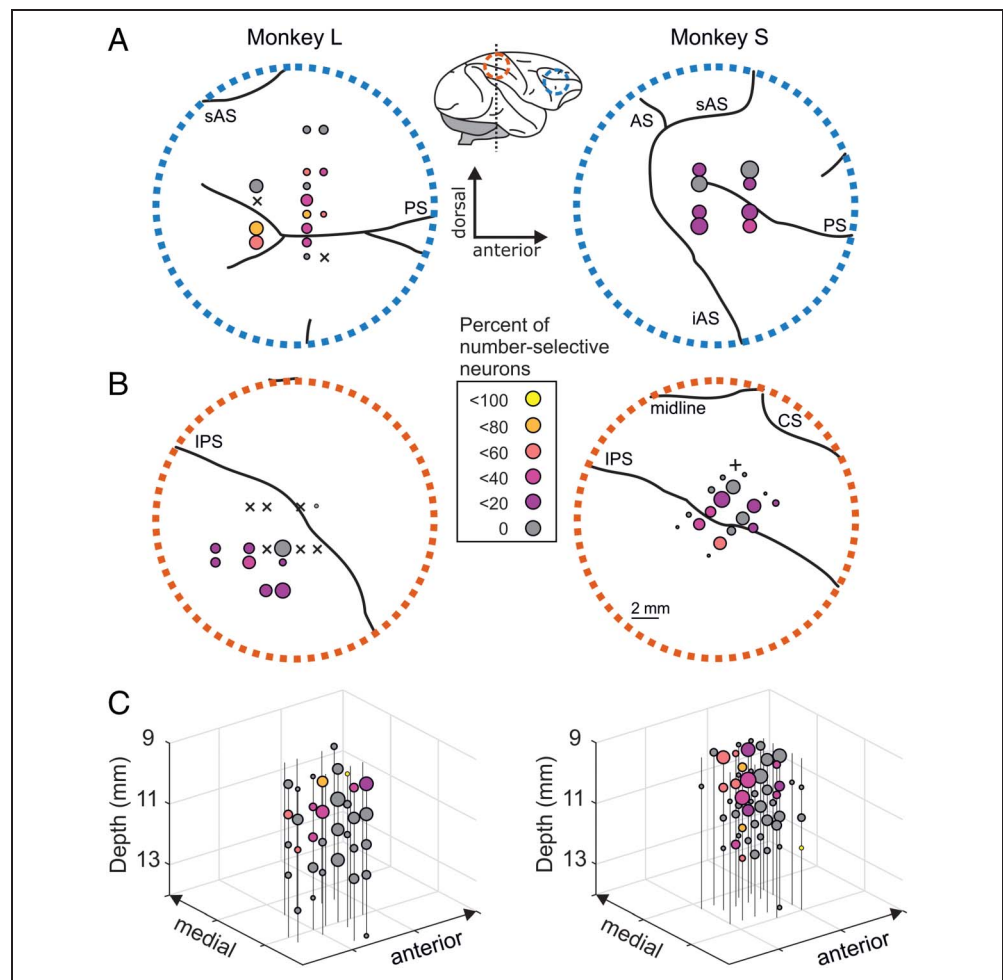 A
Monkey L
Monkey S
sAS
PS
dorsal
anterior
AS
sAS
PS
iAS
Percent of
number-selective
neurons
<100
<80
<60
<40
<20
0
B
IPS
midline
CS
IPS
2 mm
C
9
11
13
Depth (mm)
medial
anterior
9
11
13
Depth (mm)
medial
anterior